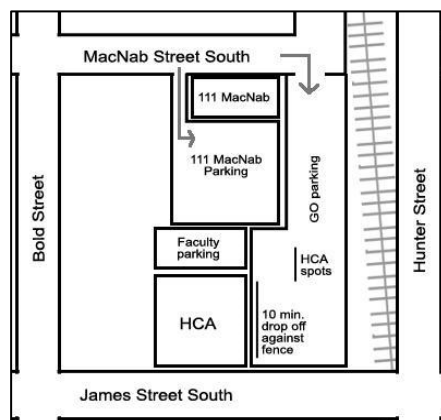 MacNab Street South
111 MacNab
111 MacNab
Parking
GO parking
Bold Street
Hunter Street
Faculty
parking
HCA
spots
HCA
10 min.
drop off
against
fence
James Street South